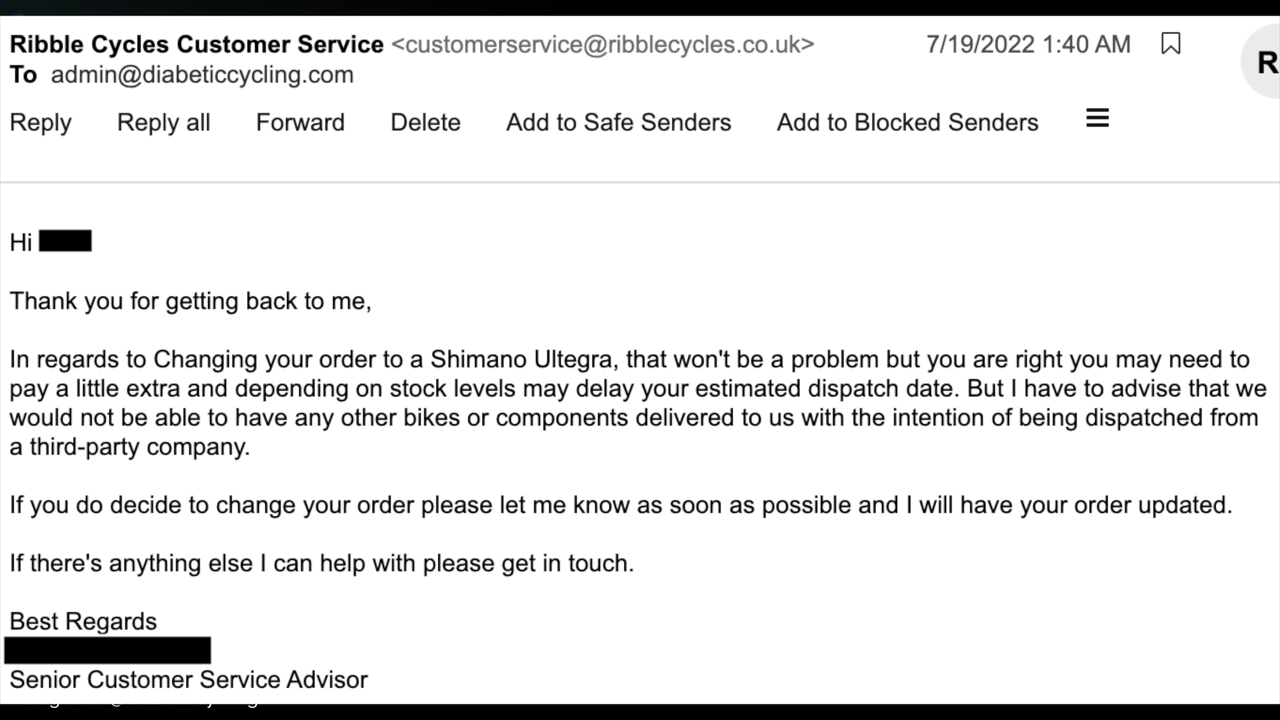 Ribble Cycles Customer Service <customerservice@ribblecycles.co.uk> 7/19/2022 1:40 AM
R
To admin@diabeticcycling.com
Reply Reply all Forward Delete Add to Safe Senders Add to Blocked Senders
Hi
Thank you for getting back to me,
In regards to Changing your order to a Shimano Ultegra, that won't be a problem but you are right you may need to
pay a little extra and depending on stock levels may delay your estimated dispatch date. But I have to advise that we
would not be able to have any other bikes or components delivered to us with the intention of being dispatched from
a third-party company.
If you do decide to change your order please let me know as soon as possible and I will have your order updated.
If there's anything else I can help with please get in touch.
Best Regards
Senior Customer Service Advisor